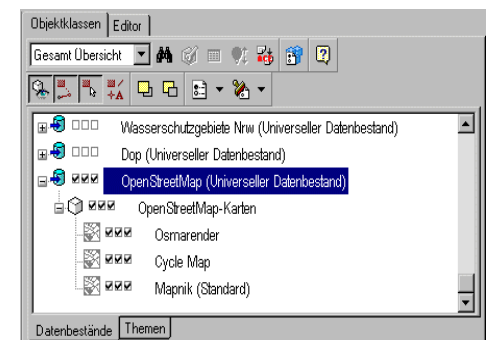 Objektklassen Editor
Gesamt Übersicht
Wasserschutzgebiete Nrw (Universeller Datenbestand)
Dop (Universeller Datenbestand)
OpenStreetMap (Universeller Datenbestand)
OpenStreetMap-Karten
Osmarender
Cycle Map
Mapnik (Standard)
Datenbestände Themen